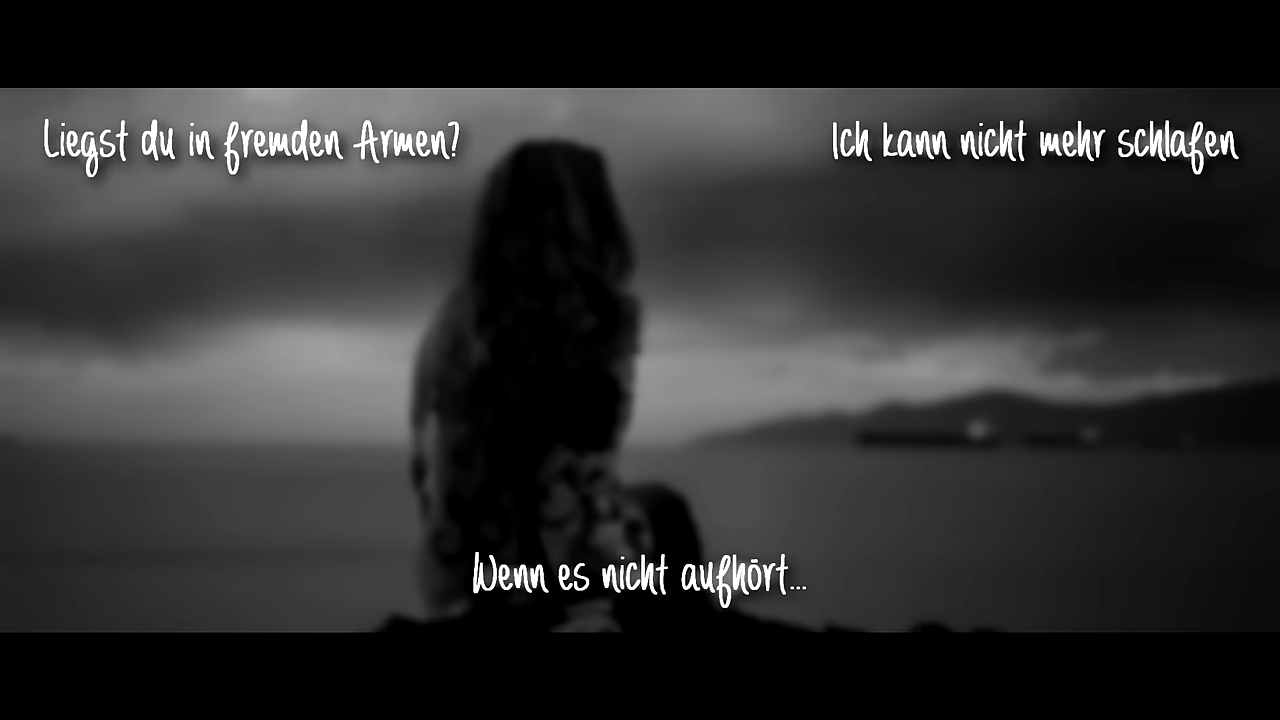 Liegst du in fremden Armen?
Ich kann nicht mehr schlafen
Wenn es nicht aufhört...